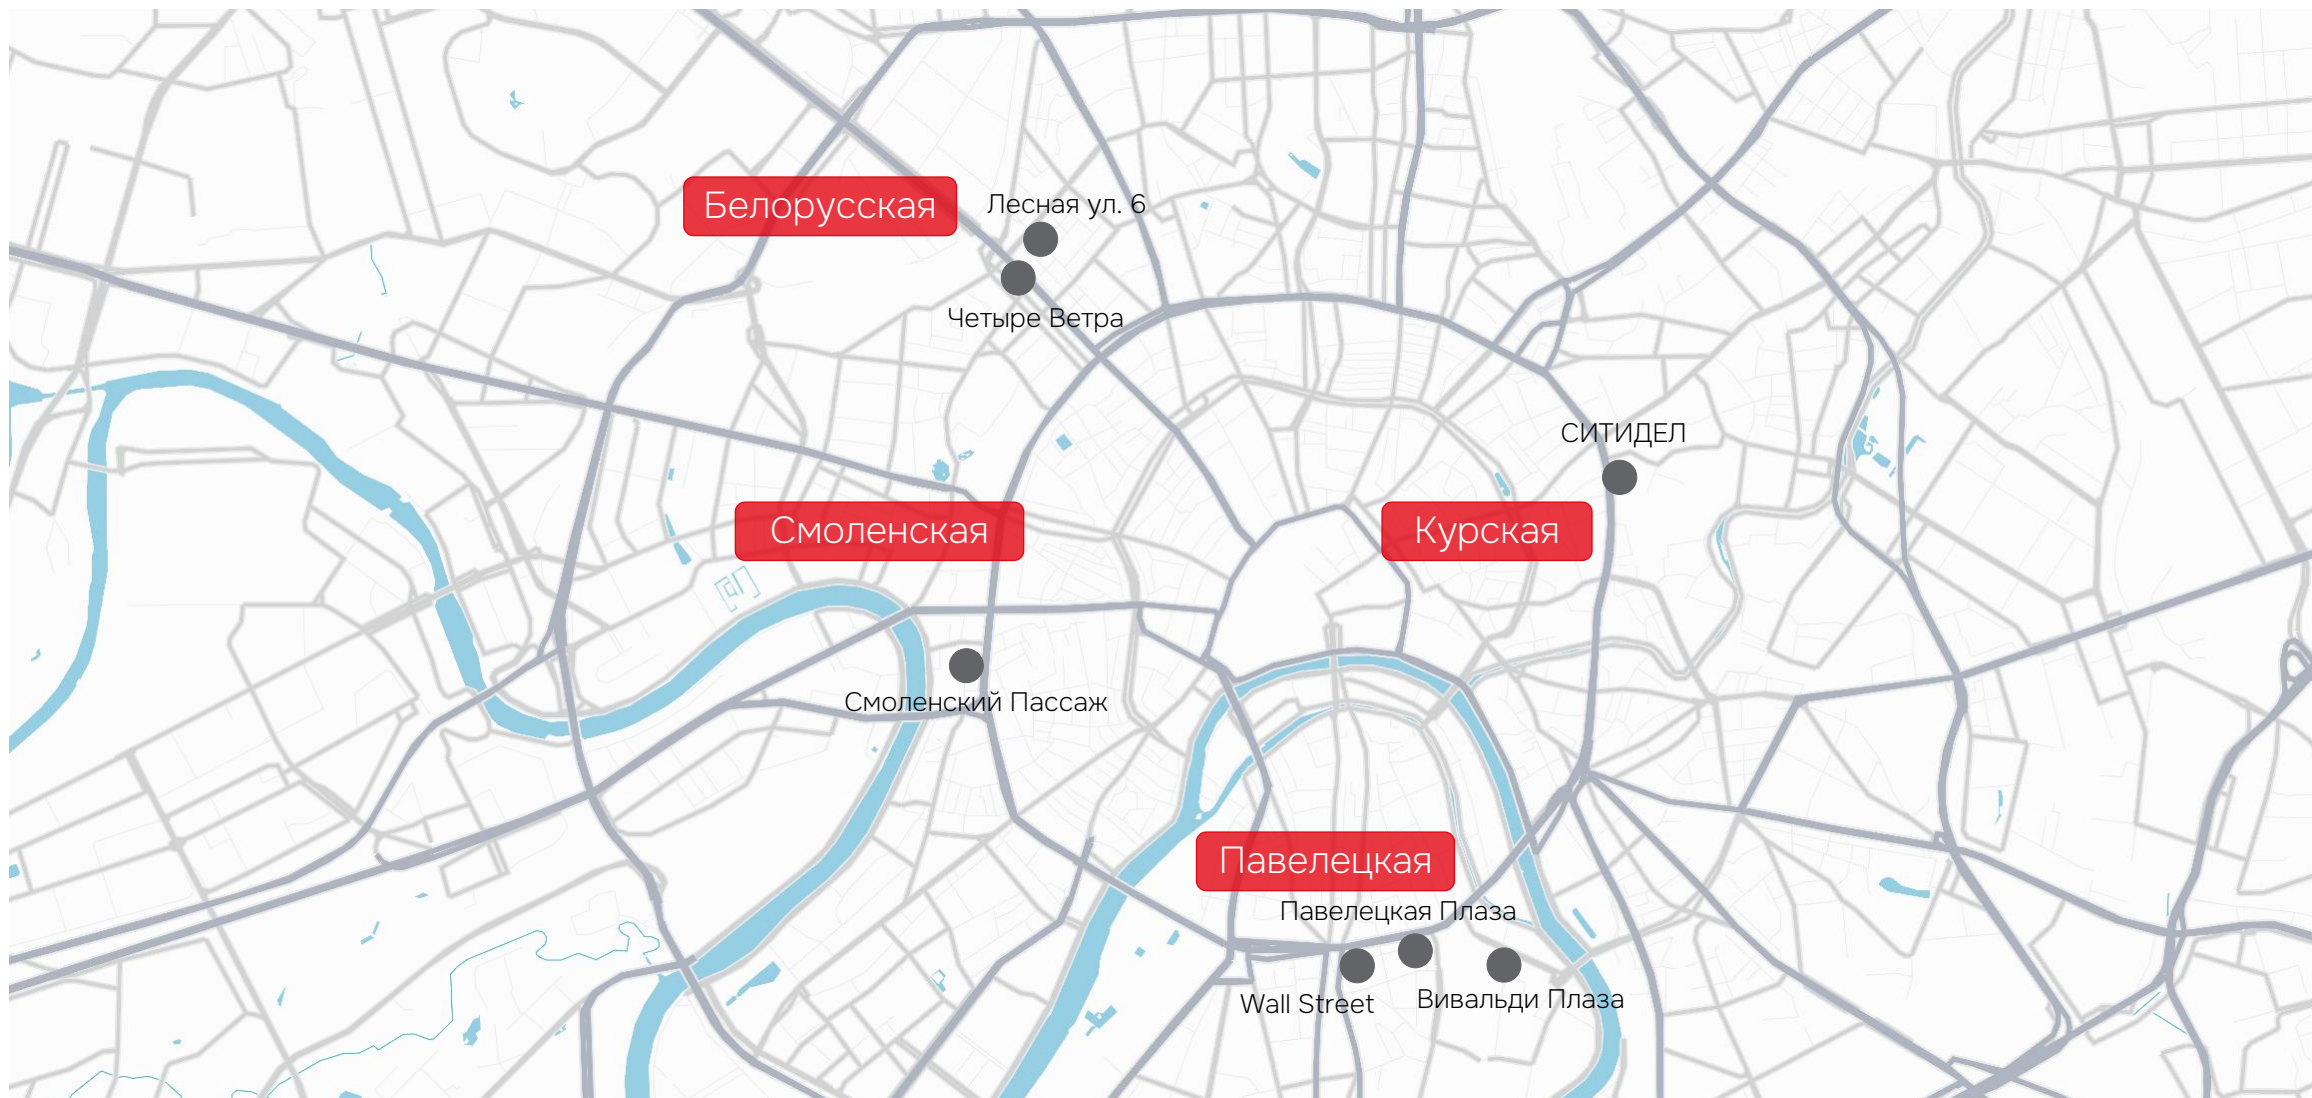 Белорусская
Лесная ул. 6
Четыре Ветра
СИТИДЕЛ
Смоленская
Курская
Смоленский Пассаж
Павелецкая
Павелецкая Плаза
Wall Street
Вивальди Плаза